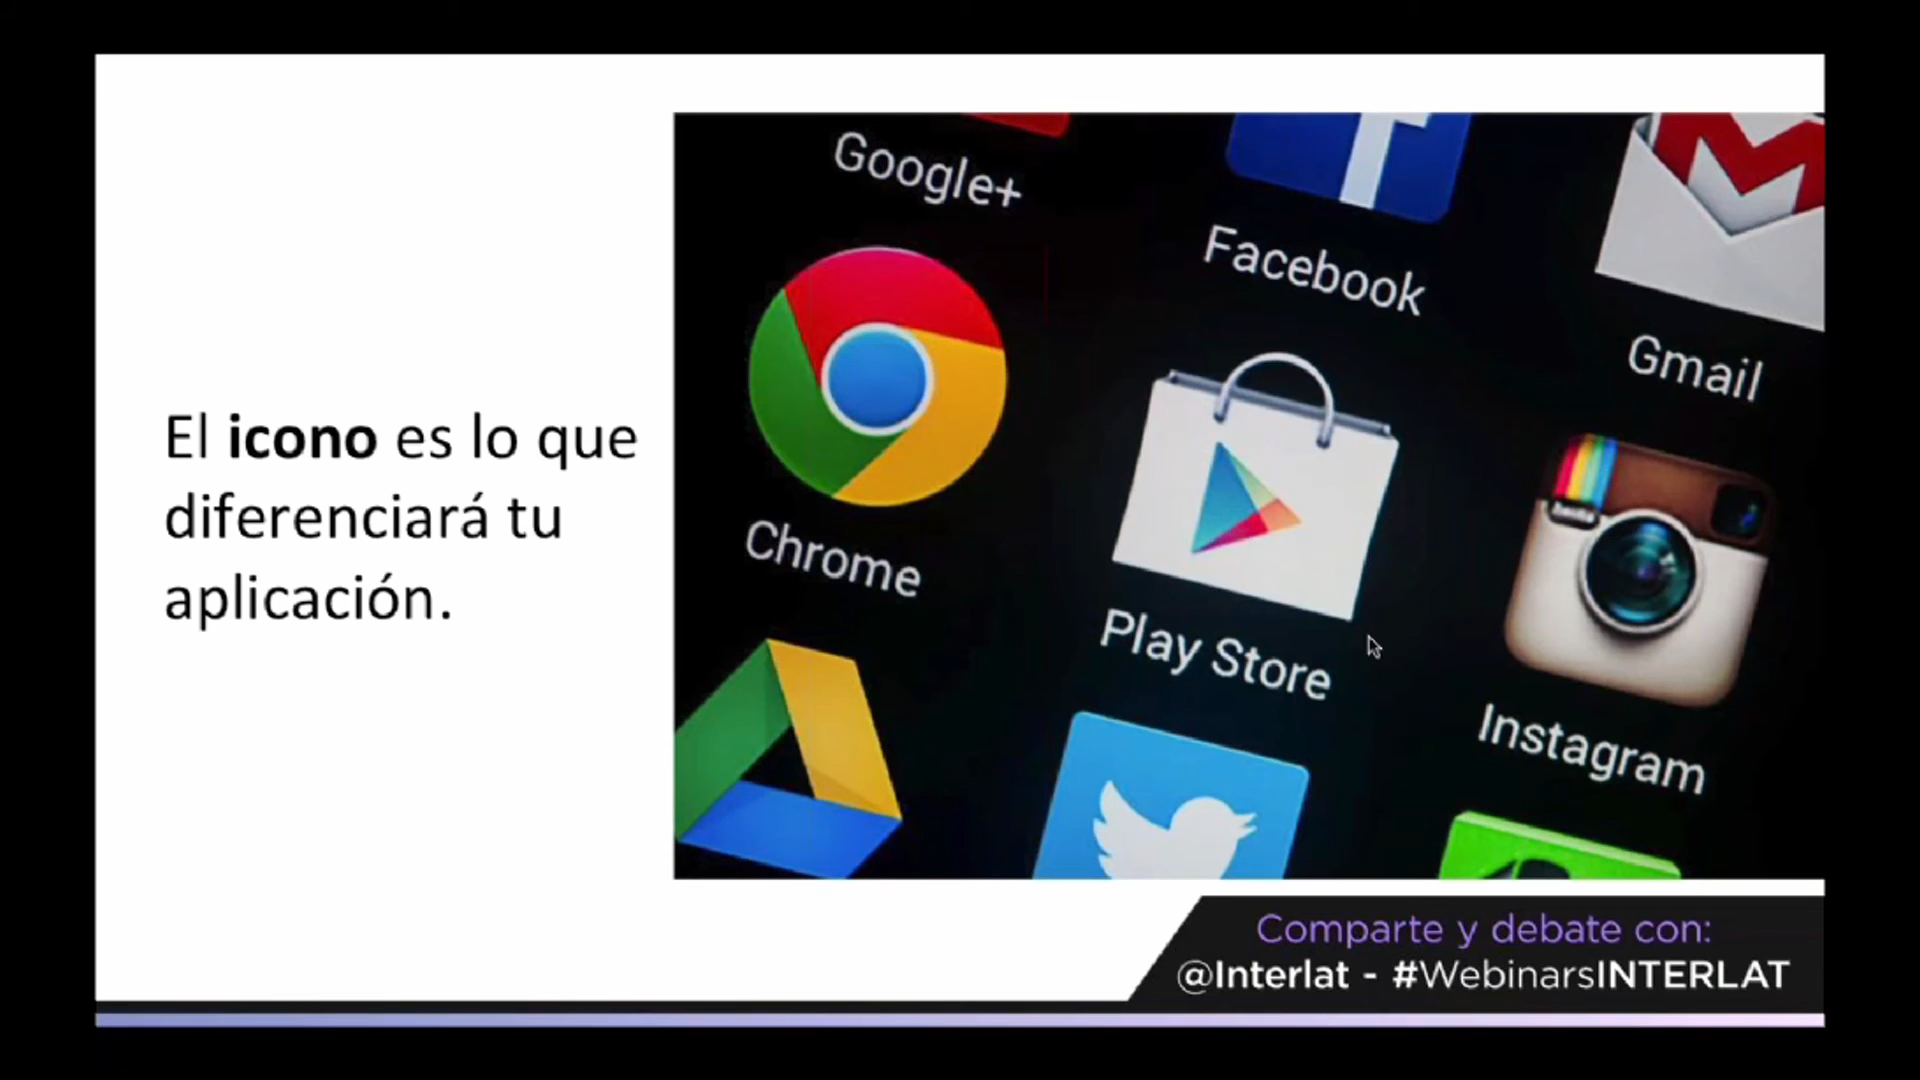 El icono es lo que
diferenciará tu
aplicación.
Google+
Facebook
Gmail
Chrome
Play Store
Instagram
Comparte y debate con:
@Interlat - #WebinarsINTERLAT